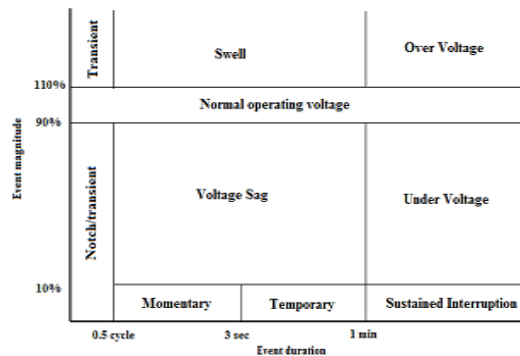 Transient
Swell
Over Voltage
110%
Normal operating voltage
90%
Event magnitude
Notch/transient
Voltage Sag
Under Voltage
10%
Momentary
Temporary
Sustained Interruption
0.5 cycle
3 sec
1 min
Event duration